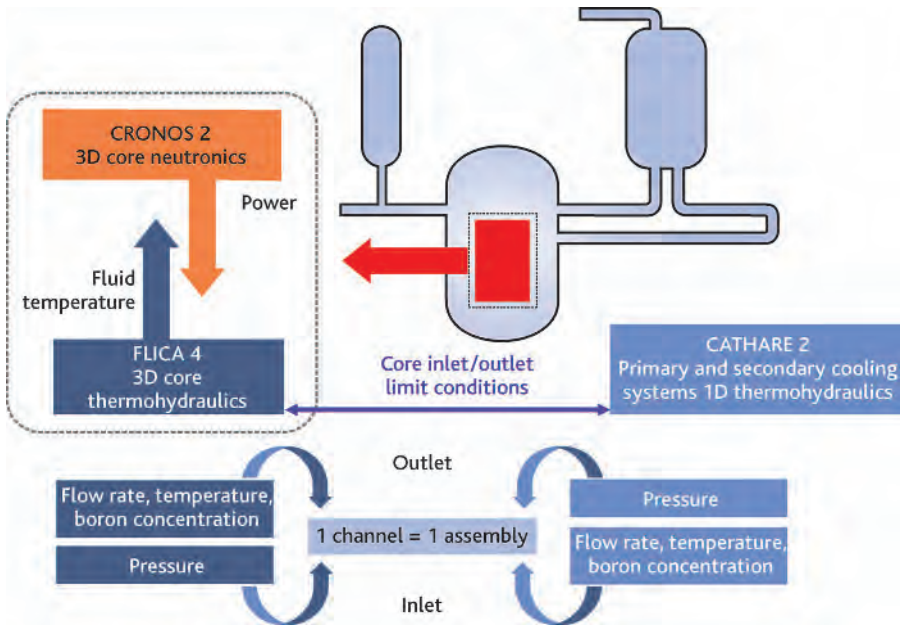 CRONOS 2
3D core neutronics
Power
Fluid
temperature
FLICA 4
3D core
thermohydraulics
Core inlet/outlet
limit conditions
CATHARE 2
Primary and secondary cooling
systems 1D thermohydraulics
Outlet
Flow rate, temperature,
boron concentration
Pressure
1 channel = 1 assembly
Pressure
Flow rate, temperature,
boron concentration
Inlet